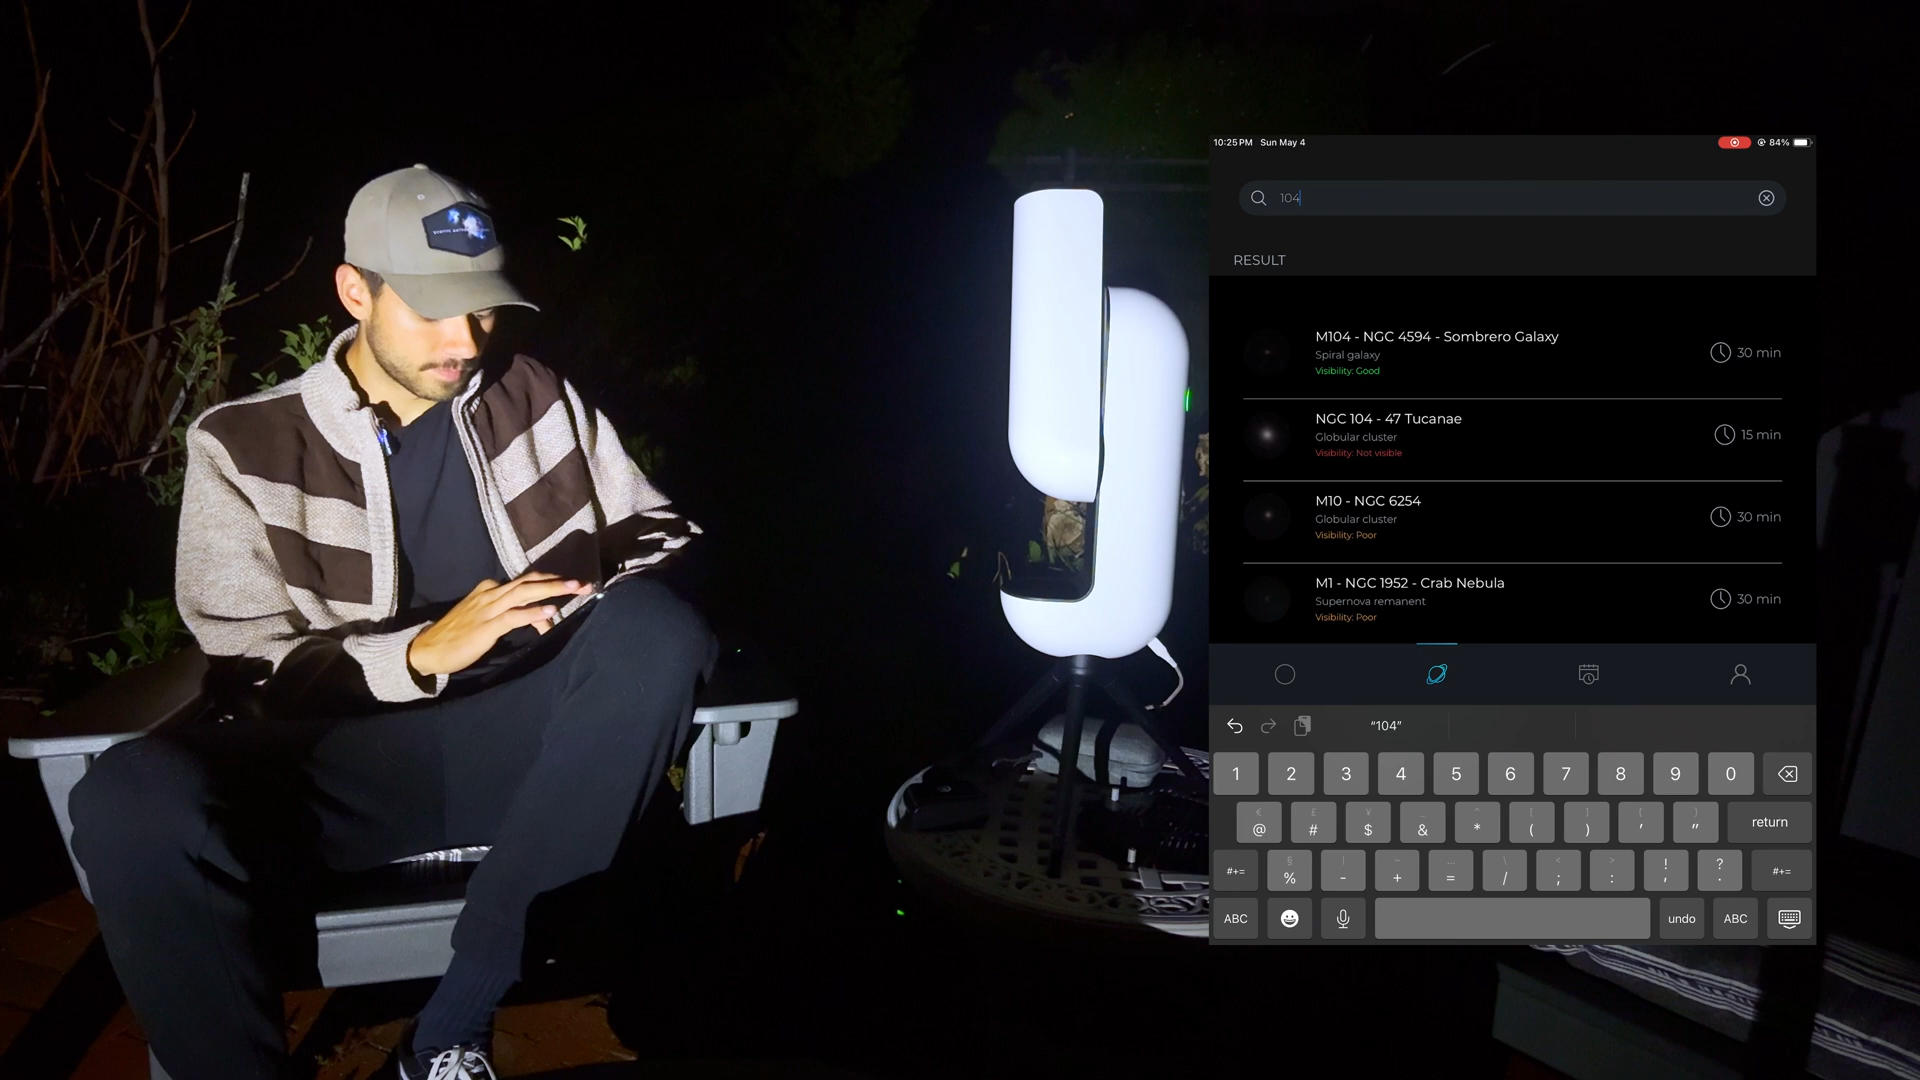 10:25 PM Sun May 4
84%
104
RESULT
M104 - NGC 4594 - Sombrero Galaxy
Spiral galaxy
Visibility: Good
30 min
NGC 104 - 47 Tucanae
Globular cluster
Visibility: Not visible
15 min
M10 - NGC 6254
Globular cluster
Visibility: Poor
30 min
M1 - NGC 1952 - Crab Nebula
Supernova remanent
Visibility: Poor
30 min
"104"
1 2 3 4 5 6 7 8 9 0
€ £ ¥ _ ^ [ ] { }
@ # $ & * ( ) ' " return
§ | ~ … \ < > ! ?
#+= % - + = / ; : , . #+=
ABC undo ABC